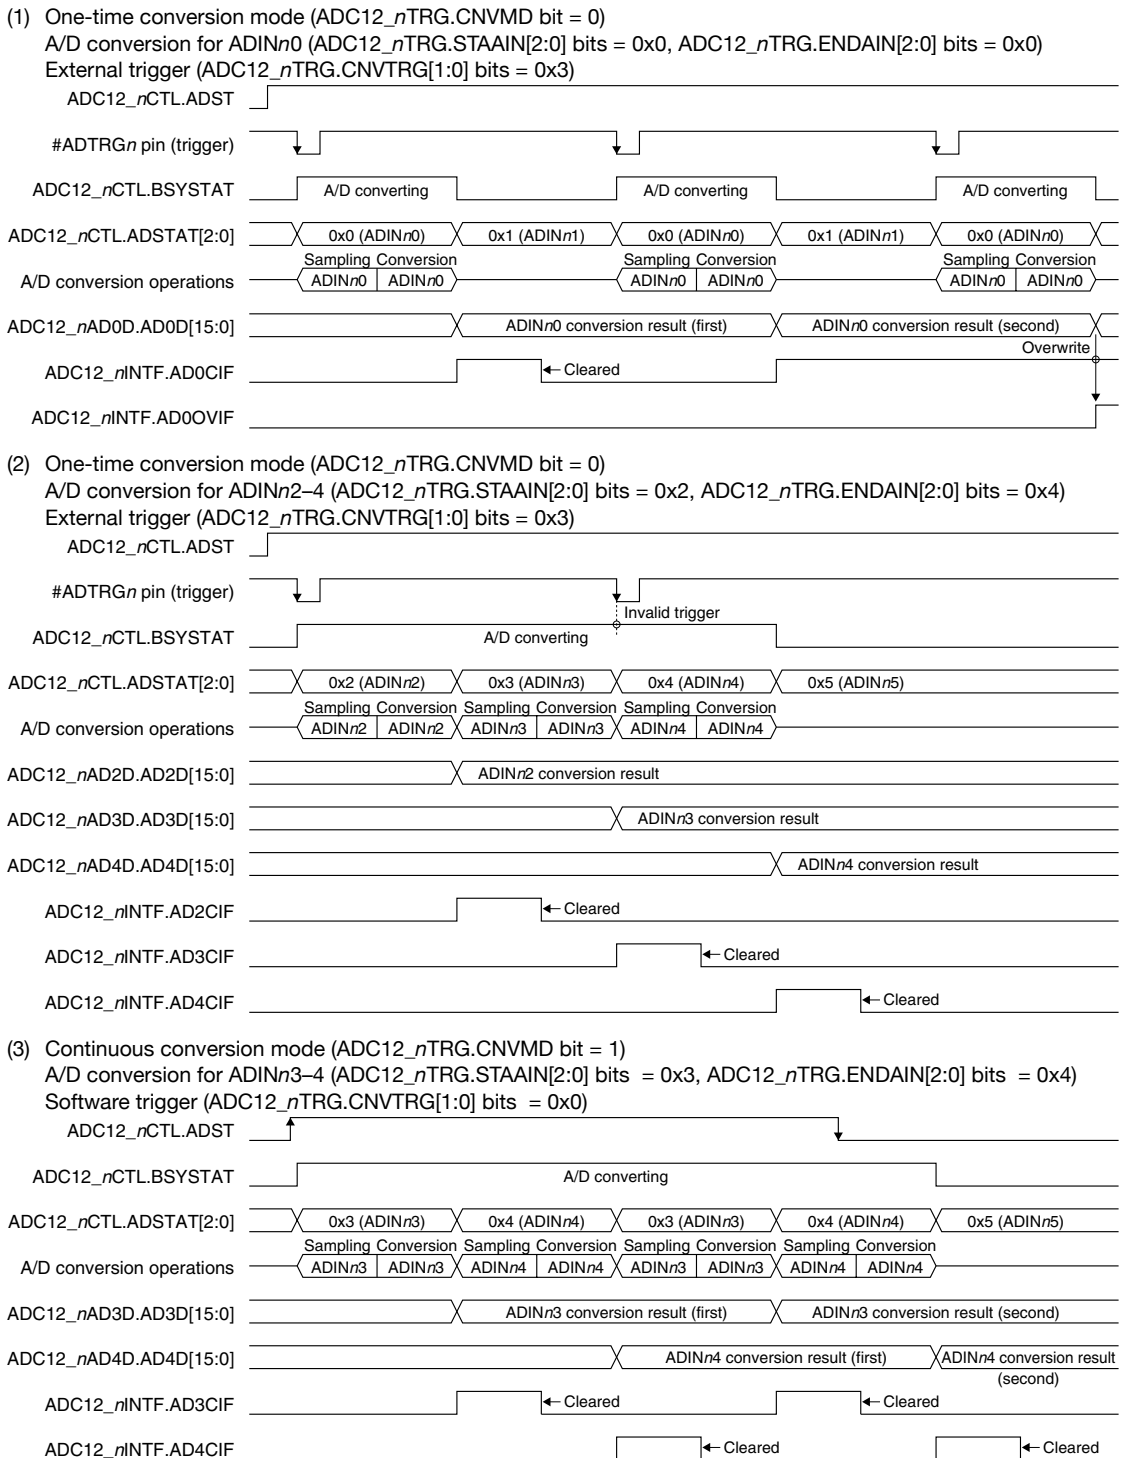 (1) One-time conversion mode (ADC12_nTRG.CNVMD bit = 0)
A/D conversion for ADINn0 (ADC12_nTRG.STAAIN[2:0] bits = 0x0, ADC12_nTRG.ENDAIN[2:0] bits = 0x0)
External trigger (ADC12_nTRG.CNVTRG[1:0] bits = 0x3)
ADC12_nCTL.ADST
#ADTRGn pin (trigger)
ADC12_nCTL.BSYSTAT A/D converting A/D converting A/D converting
ADC12_nCTL.ADSTAT[2:0] 0x0 (ADINn0) 0x1 (ADINn1) 0x0 (ADINn0) 0x1 (ADINn1) 0x0 (ADINn0)
Sampling Conversion Sampling Conversion Sampling Conversion
A/D conversion operations ADINn0 ADINn0 ADINn0 ADINn0 ADINn0 ADINn0
ADC12_nAD0D.AD0D[15:0] ADINn0 conversion result (first) ADINn0 conversion result (second)
Overwrite
ADC12_nINTF.AD0CIF Cleared
ADC12_nINTF.AD0OVIF
(2) One-time conversion mode (ADC12_nTRG.CNVMD bit = 0)
A/D conversion for ADINn2–4 (ADC12_nTRG.STAAIN[2:0] bits = 0x2, ADC12_nTRG.ENDAIN[2:0] bits = 0x4)
External trigger (ADC12_nTRG.CNVTRG[1:0] bits = 0x3)
ADC12_nCTL.ADST
#ADTRGn pin (trigger)
Invalid trigger
ADC12_nCTL.BSYSTAT A/D converting
ADC12_nCTL.ADSTAT[2:0] 0x2 (ADINn2) 0x3 (ADINn3) 0x4 (ADINn4) 0x5 (ADINn5)
Sampling Conversion Sampling Conversion Sampling Conversion
A/D conversion operations ADINn2 ADINn2 ADINn3 ADINn3 ADINn4 ADINn4
ADC12_nAD2D.AD2D[15:0] ADINn2 conversion result
ADC12_nAD3D.AD3D[15:0] ADINn3 conversion result
ADC12_nAD4D.AD4D[15:0] ADINn4 conversion result
ADC12_nINTF.AD2CIF Cleared
ADC12_nINTF.AD3CIF Cleared
ADC12_nINTF.AD4CIF Cleared
(3) Continuous conversion mode (ADC12_nTRG.CNVMD bit = 1)
A/D conversion for ADINn3–4 (ADC12_nTRG.STAAIN[2:0] bits = 0x3, ADC12_nTRG.ENDAIN[2:0] bits = 0x4)
Software trigger (ADC12_nTRG.CNVTRG[1:0] bits = 0x0)
ADC12_nCTL.ADST
ADC12_nCTL.BSYSTAT A/D converting
ADC12_nCTL.ADSTAT[2:0] 0x3 (ADINn3) 0x4 (ADINn4) 0x3 (ADINn3) 0x4 (ADINn4) 0x5 (ADINn5)
Sampling Conversion Sampling Conversion Sampling Conversion Sampling Conversion
A/D conversion operations ADINn3 ADINn3 ADINn4 ADINn4 ADINn3 ADINn3 ADINn4 ADINn4
ADC12_nAD3D.AD3D[15:0] ADINn3 conversion result (first) ADINn3 conversion result (second)
ADC12_nAD4D.AD4D[15:0] ADINn4 conversion result (first) ADINn4 conversion result
(second)
ADC12_nINTF.AD3CIF Cleared Cleared
ADC12_nINTF.AD4CIF Cleared Cleared